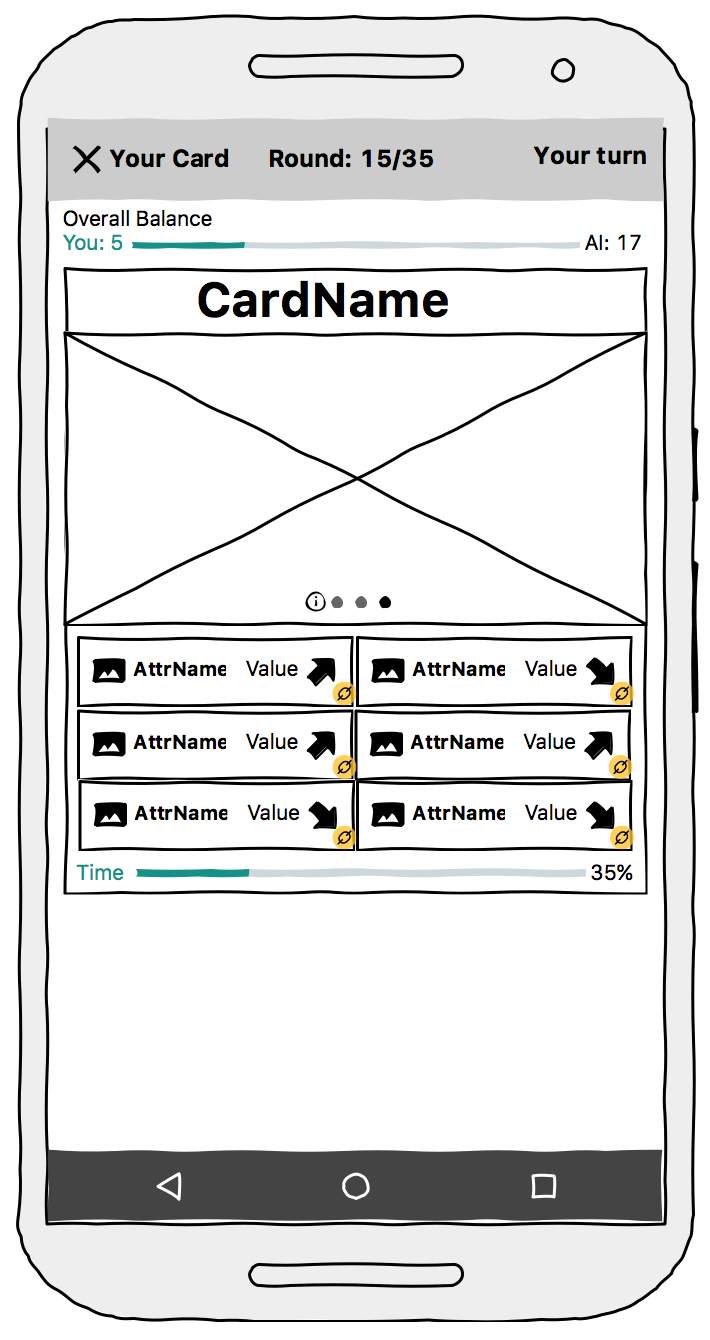 Your Card Round: 15/35 Your turn
Overall Balance
You: 5 AI: 17
CardName
AttrName Value AttrName Value
AttrName Value AttrName Value
AttrName Value AttrName Value
Time 35%